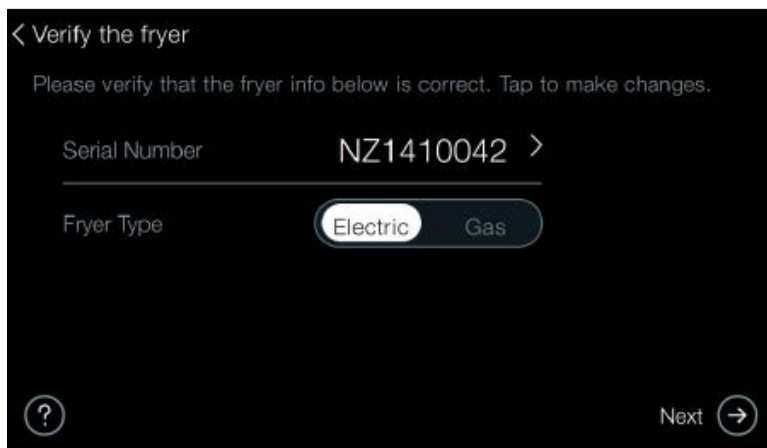 Verify the fryer
Please verify that the fryer info below is correct. Tap to make changes.
Serial Number NZ1410042 >
Fryer Type Electric Gas
? Next →